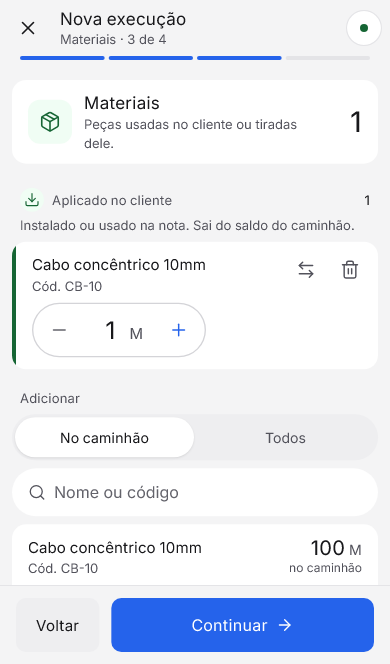 Nova execução
Materiais · 3 de 4
Materiais
Peças usadas no cliente ou tiradas
dele.
1
Aplicado no cliente
1
Instalado ou usado na nota. Sai do saldo do caminhão.
Cabo concêntrico 10mm
Cód. CB-10
1 M
Adicionar
No caminhão
Todos
Nome ou código
Cabo concêntrico 10mm
100 M
Cód. CB-10
no caminhão
Voltar
Continuar